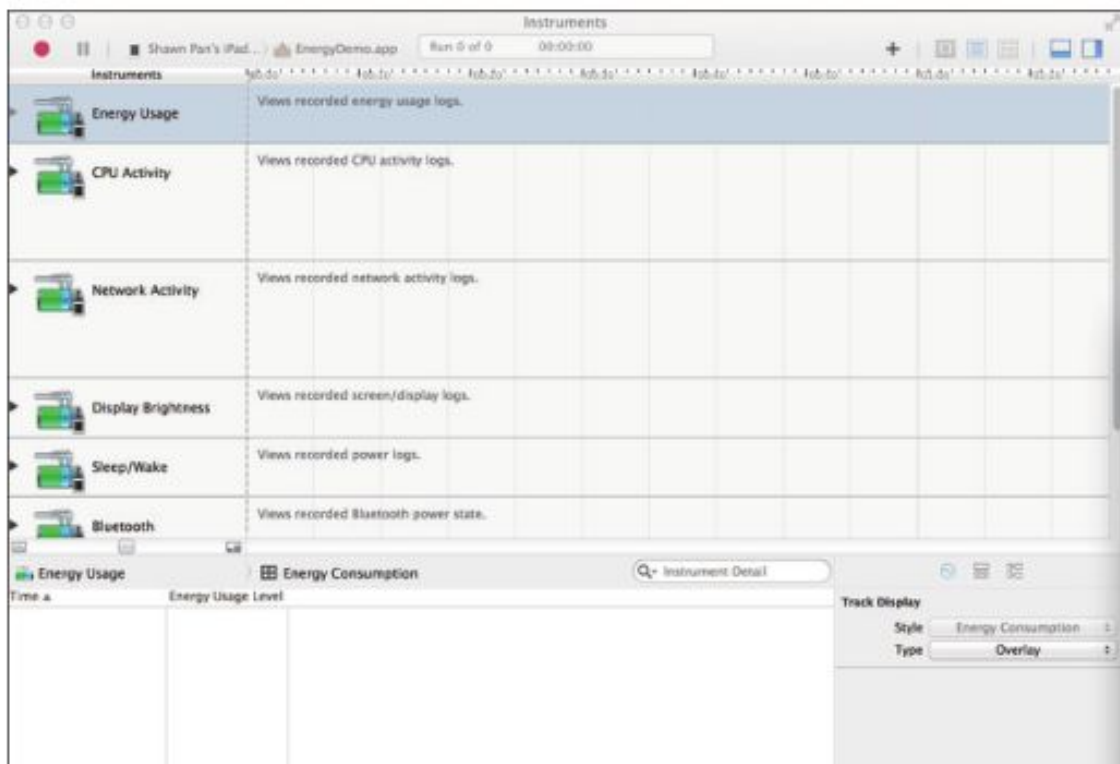 Instruments
Shawn Pan's iPad... EnergyDemo.app Run 0 of 0 00:00:00
Instruments
Energy Usage Views recorded energy usage logs.
CPU Activity Views recorded CPU activity logs.
Network Activity Views recorded network activity logs.
Display Brightness Views recorded screen/display logs.
Sleep/Wake Views recorded power logs.
Bluetooth Views recorded Bluetooth power state.
Energy Usage Energy Consumption Instrument Detail
Time Energy Usage Level
Track Display
Style Energy Consumption
Type Overlay